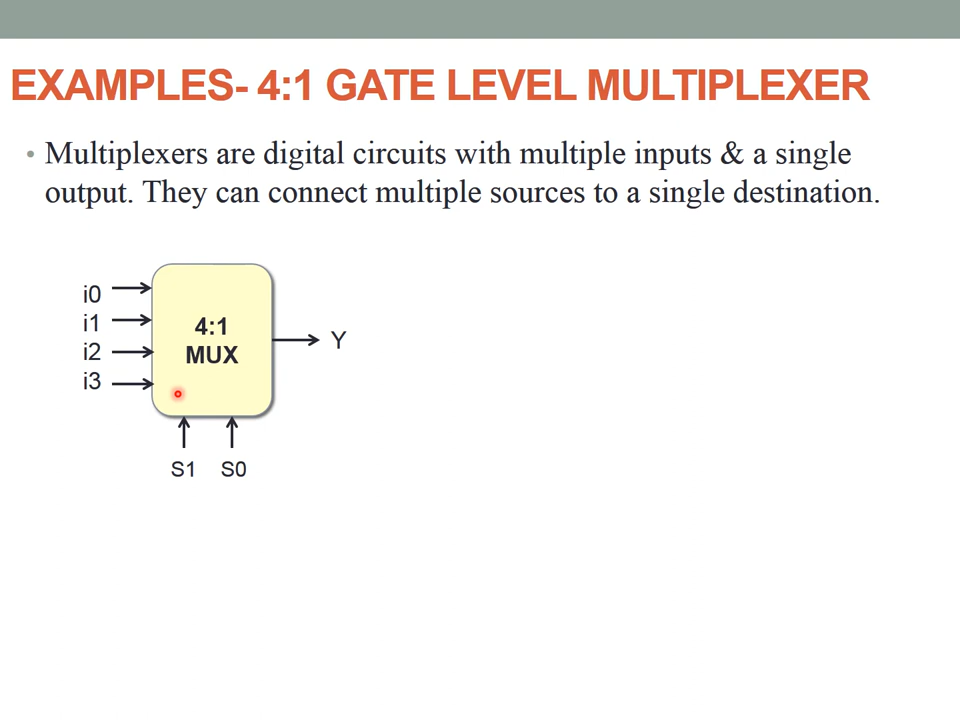 EXAMPLES- 4:1 GATE LEVEL MULTIPLEXER
• Multiplexers are digital circuits with multiple inputs & a single
output. They can connect multiple sources to a single destination.
i0
i1
i2
i3
4:1
MUX
Y
S1 S0